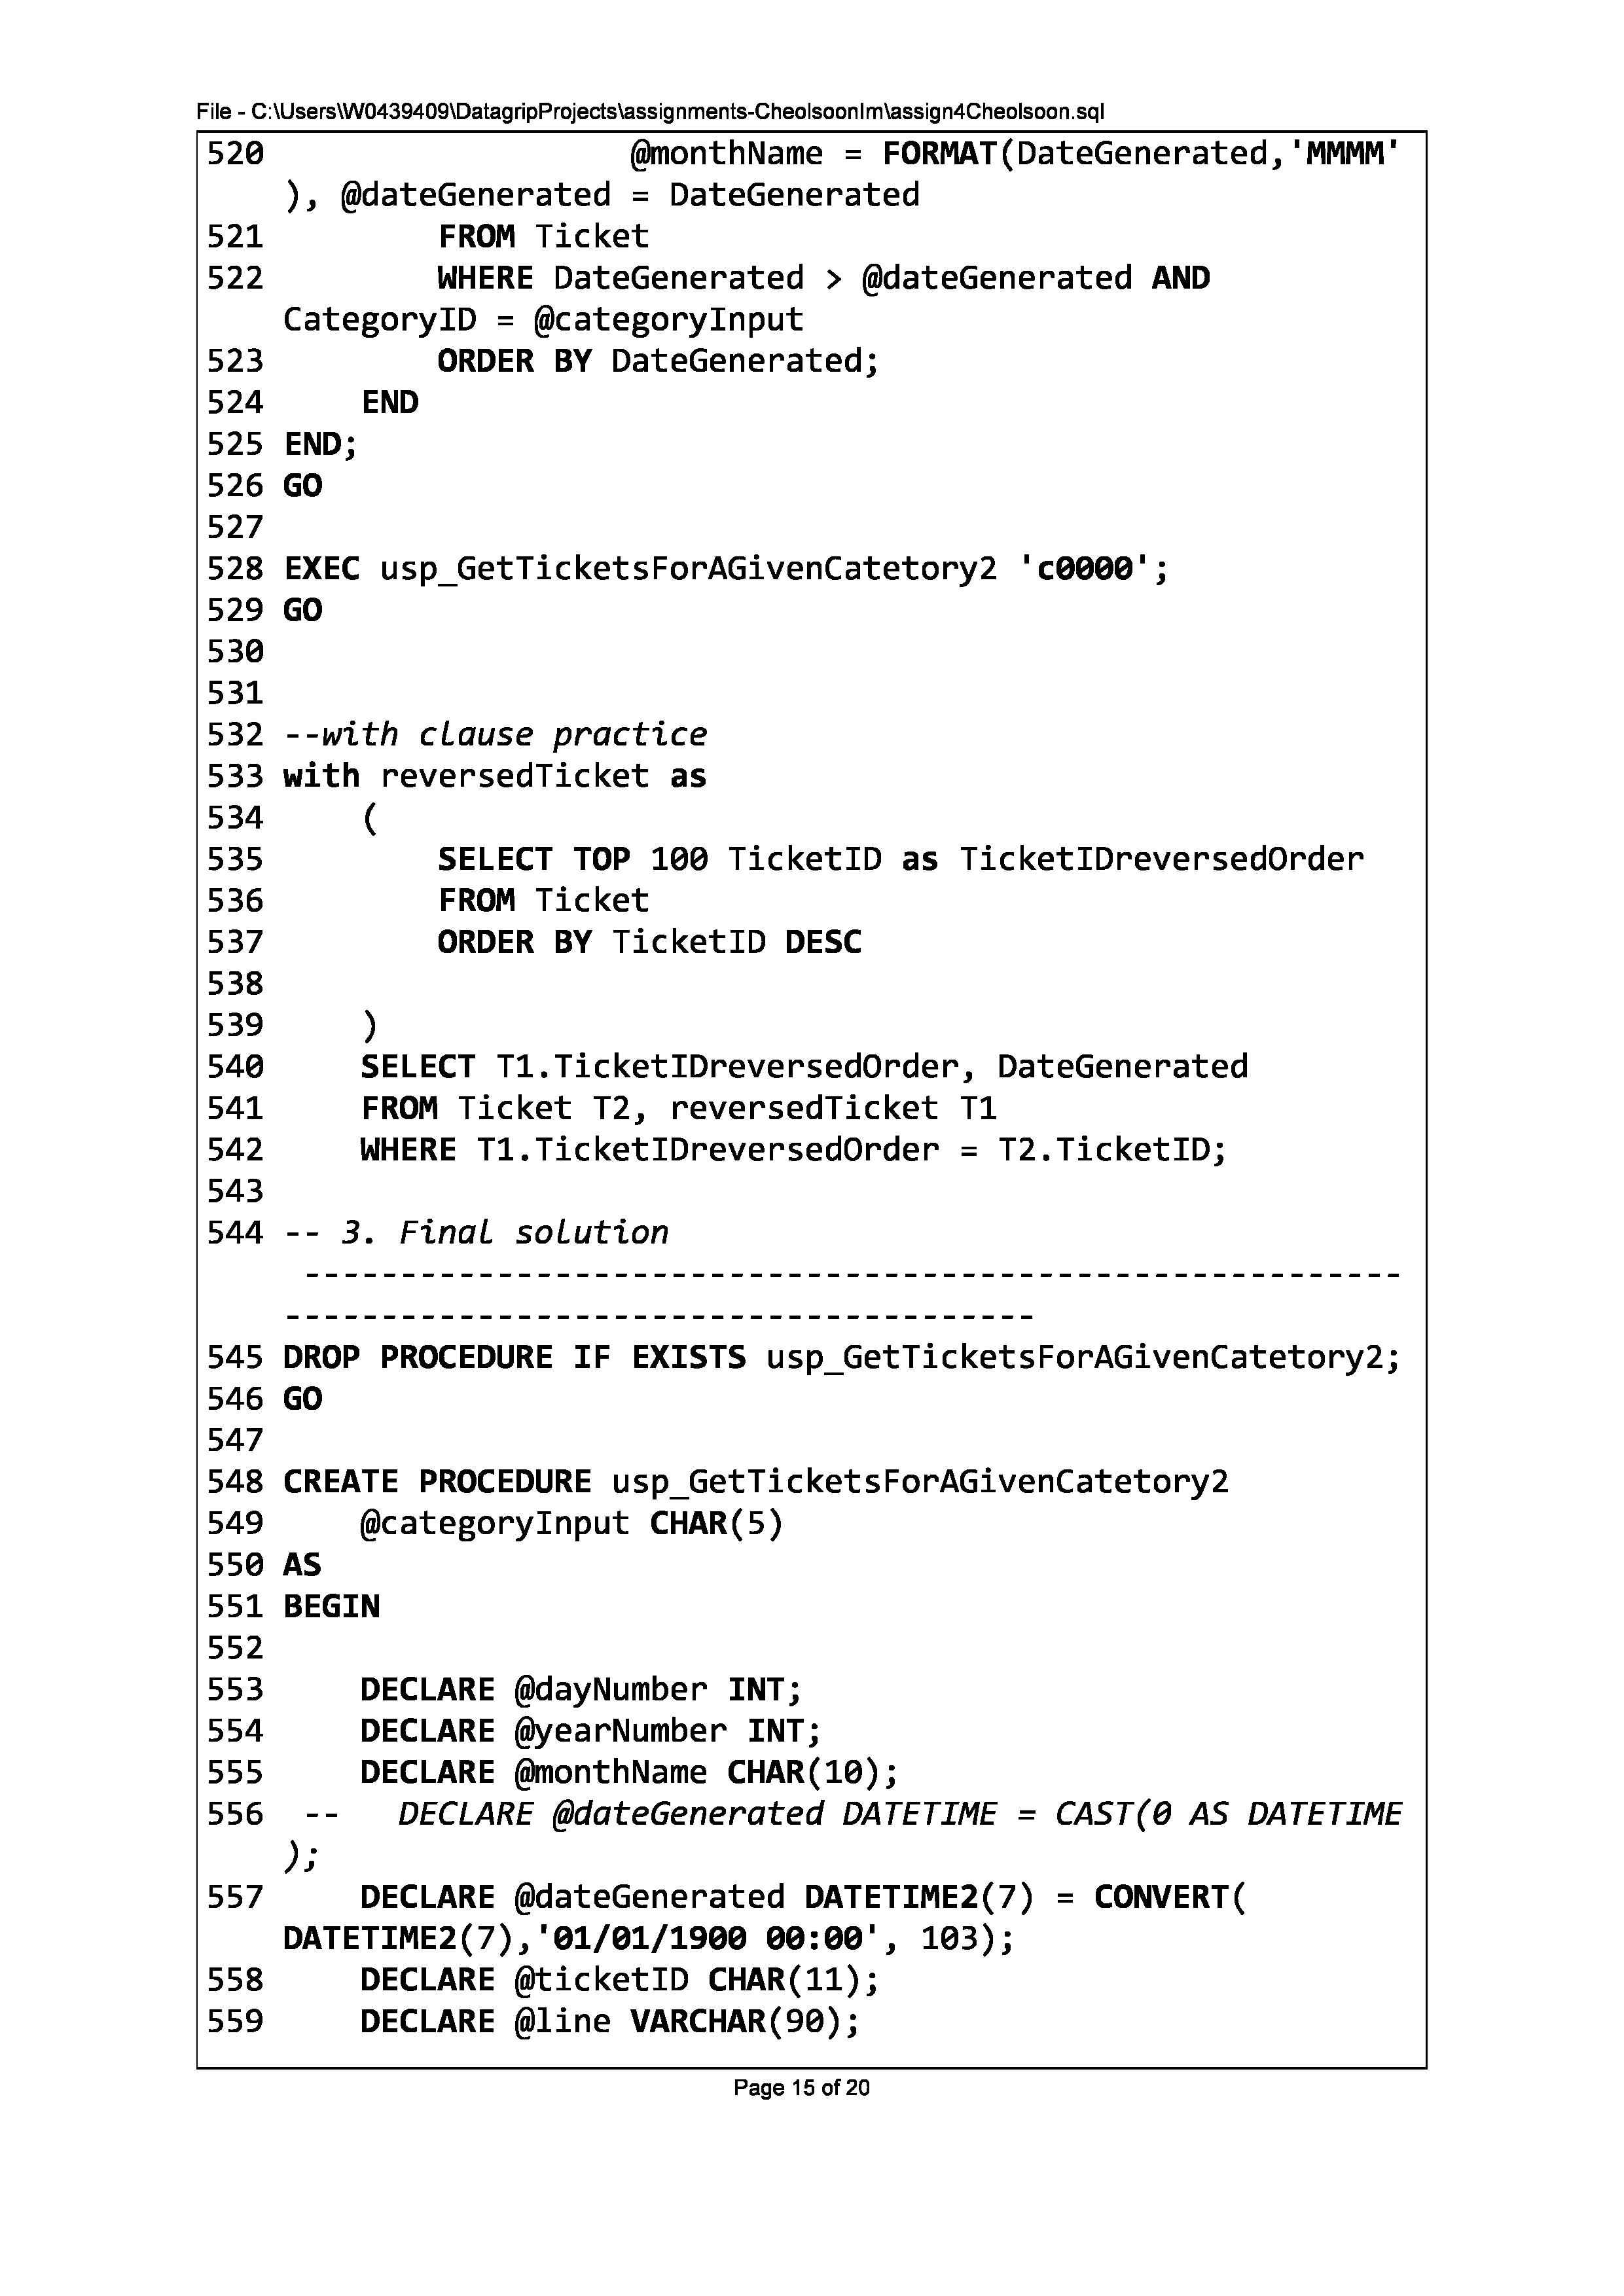 File - C:\Users\W0439409\DatagripProjects\assignments-CheolsoonIm\assign4Cheolsoon.sql
520                   @monthName = FORMAT(DateGenerated,'MMMM'
    ), @dateGenerated = DateGenerated
521         FROM Ticket
522         WHERE DateGenerated > @dateGenerated AND
    CategoryID = @categoryInput
523         ORDER BY DateGenerated;
524     END
525 END;
526 GO
527
528 EXEC usp_GetTicketsForAGivenCatetory2 'c0000';
529 GO
530
531
532 --with clause practice
533 with reversedTicket as
534     (
535         SELECT TOP 100 TicketID as TicketIDreversedOrder
536         FROM Ticket
537         ORDER BY TicketID DESC
538
539     )
540     SELECT T1.TicketIDreversedOrder, DateGenerated
541     FROM Ticket T2, reversedTicket T1
542     WHERE T1.TicketIDreversedOrder = T2.TicketID;
543
544 -- 3. Final solution
     ---------------------------------------------------------
    ---------------------------------------
545 DROP PROCEDURE IF EXISTS usp_GetTicketsForAGivenCatetory2;
546 GO
547
548 CREATE PROCEDURE usp_GetTicketsForAGivenCatetory2
549     @categoryInput CHAR(5)
550 AS
551 BEGIN
552
553     DECLARE @dayNumber INT;
554     DECLARE @yearNumber INT;
555     DECLARE @monthName CHAR(10);
556  --   DECLARE @dateGenerated DATETIME = CAST(0 AS DATETIME
    );
557     DECLARE @dateGenerated DATETIME2(7) = CONVERT(
    DATETIME2(7),'01/01/1900 00:00', 103);
558     DECLARE @ticketID CHAR(11);
559     DECLARE @line VARCHAR(90);
Page 15 of 20